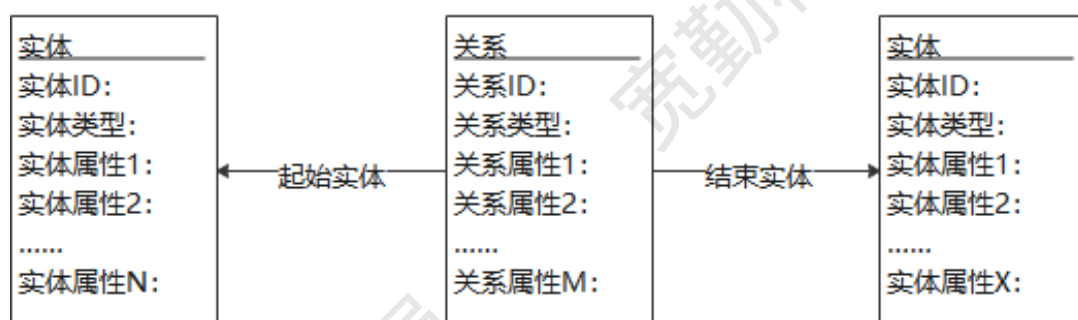 实体
实体ID:
实体类型:
实体属性1:
实体属性2:
......
实体属性N:
起始实体
关系
关系ID:
关系类型:
关系属性1:
关系属性2:
......
关系属性M:
结束实体
实体
实体ID:
实体类型:
实体属性1:
实体属性2:
......
实体属性X:
宽勤